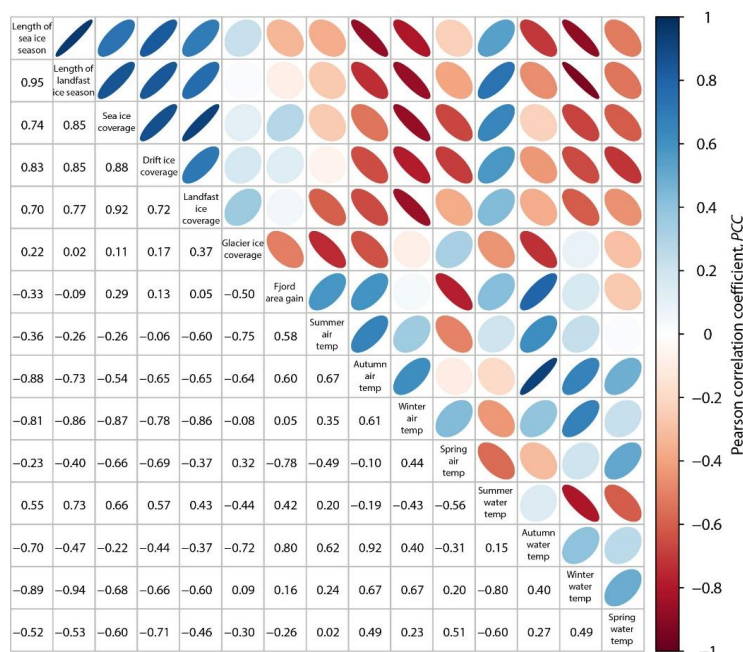 Length of
sea ice
season
0.95
Length of
landfast
ice season
0.74 0.85
Sea ice
coverage
0.83 0.85 0.88
Drift ice
coverage
0.70 0.77 0.92 0.72
Landfast
ice
coverage
0.22 0.02 0.11 0.17 0.37
Glacier ice
coverage
−0.33 −0.09 0.29 0.13 0.05 −0.50
Fjord
area gain
−0.36 −0.26 −0.26 −0.06 −0.60 −0.75 0.58
Summer
air
temp
−0.88 −0.73 −0.54 −0.65 −0.65 −0.64 0.60 0.67
Autumn
air
temp
−0.81 −0.86 −0.87 −0.78 −0.86 −0.08 0.05 0.35 0.61
Winter
air
temp
−0.23 −0.40 −0.66 −0.69 −0.37 0.32 −0.78 −0.49 −0.10 0.44
Spring
air
temp
0.55 0.73 0.66 0.57 0.43 −0.44 0.42 0.20 −0.19 −0.43 −0.56
Summer
water
temp
−0.70 −0.47 −0.22 −0.44 −0.37 −0.72 0.80 0.62 0.92 0.40 −0.31 0.15
Autumn
water
temp
−0.89 −0.94 −0.68 −0.66 −0.60 0.09 0.16 0.24 0.67 0.67 0.20 −0.80 0.40
Winter
water
temp
−0.52 −0.53 −0.60 −0.71 −0.46 −0.30 −0.26 0.02 0.49 0.23 0.51 −0.60 0.27 0.49
Spring
water
temp
1
0.8
0.6
0.4
0.2
0
−0.2
−0.4
−0.6
−0.8
−1
Pearson correlation coefficient, PCC